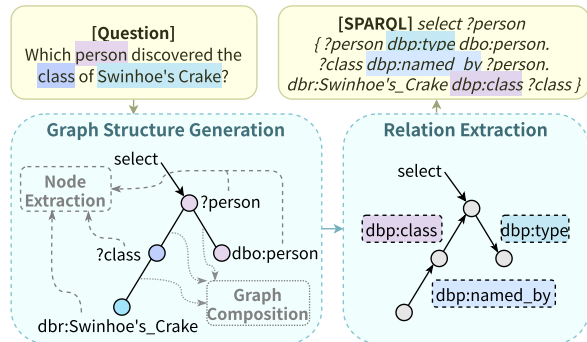 [Question]
Which person discovered the
class of Swinhoe's Crake?
[SPARQL] select ?person
{ ?person dbp:type dbo:person.
?class dbp:named_by ?person.
dbr:Swinhoe's_Crake dbp:class ?class }
Graph Structure Generation
select
Node
Extraction
?person
?class
dbo:person
Graph
Composition
dbr:Swinhoe's_Crake
Relation Extraction
select
dbp:class
dbp:type
dbp:named_by